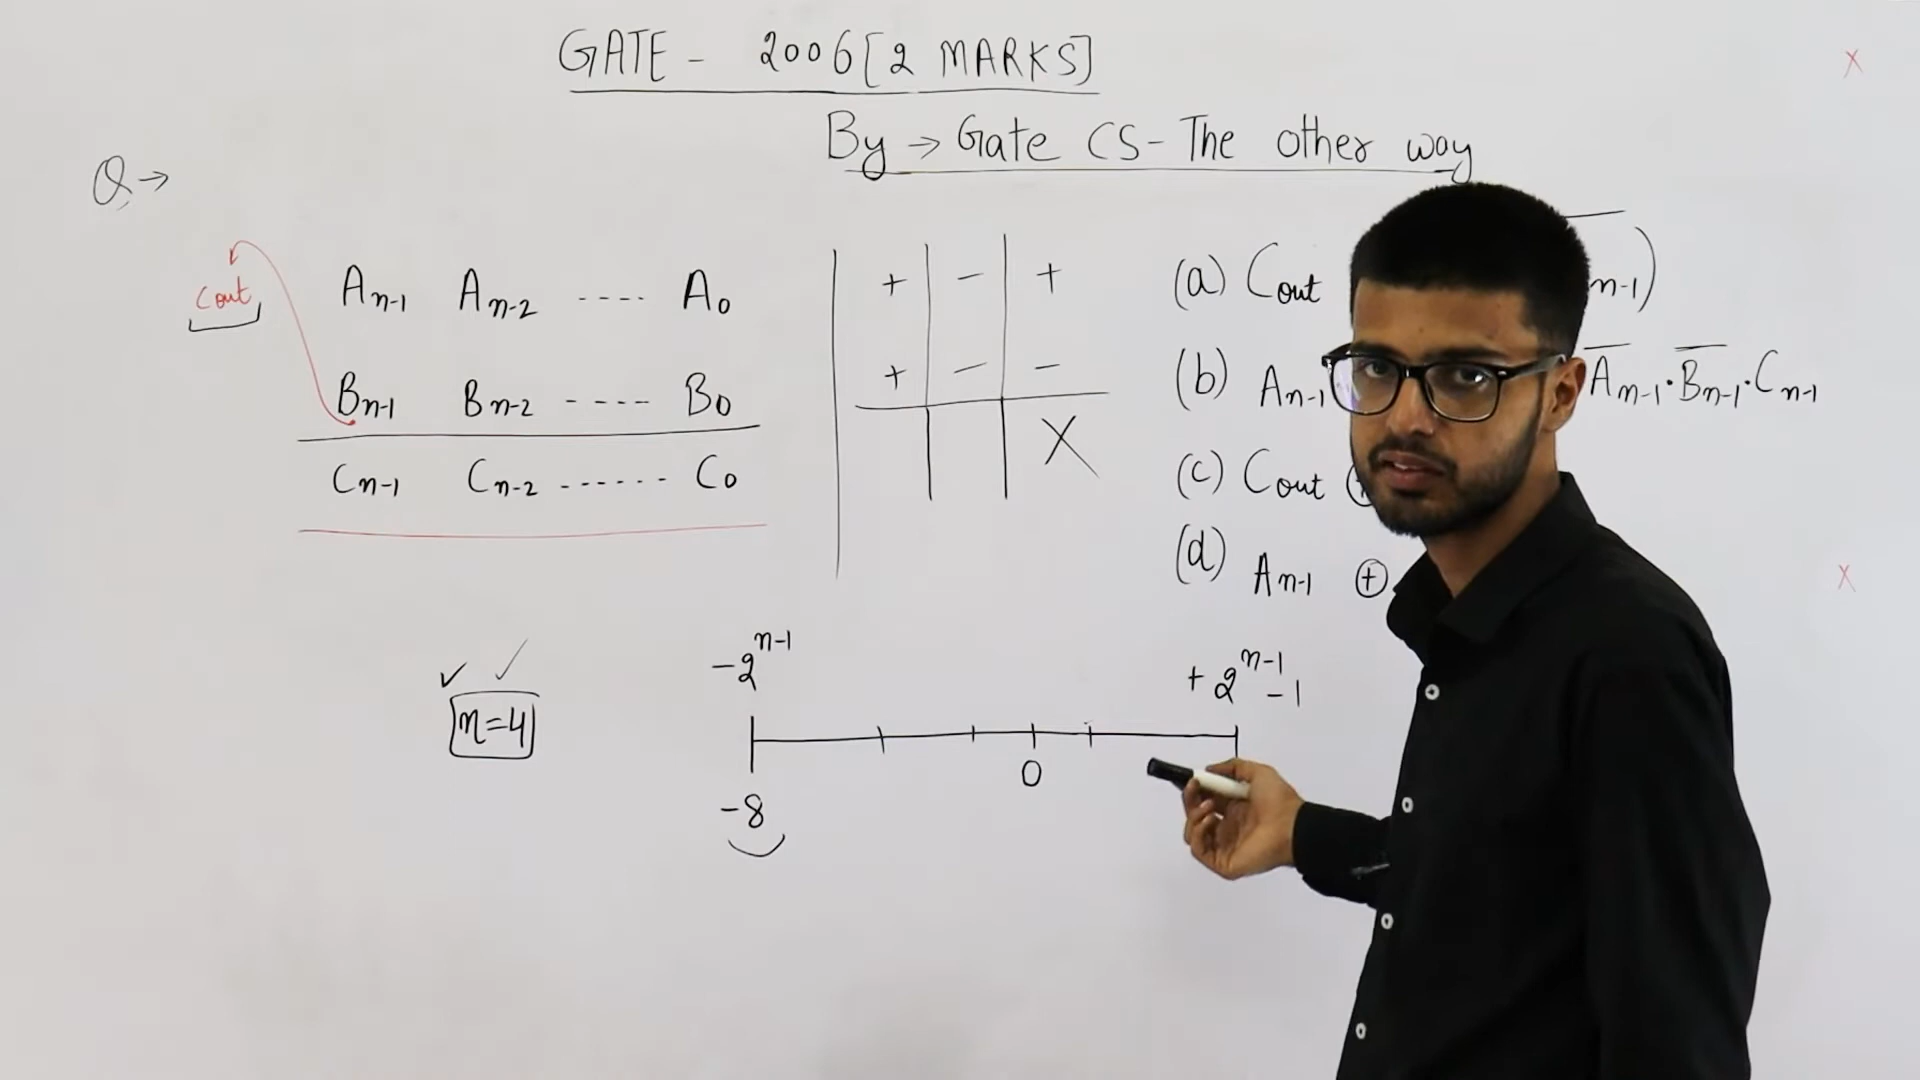 GATE - 2006 [2 MARKS]
By → Gate CS - The other way
Q →
Cout An-1 An-2 ---- A0
Bn-1 Bn-2 ---- B0
Cn-1 Cn-2 ------ C0
+ - +
+ - -
X
(a) Cout n-1)
(b) An-1 A̅n-1 · B̅n-1 · Cn-1
(c) Cout ⊕
(d) An-1 ⊕
X
X
✓ ✓
n=4
-2^n-1 +2^n-1 -1
0
-8